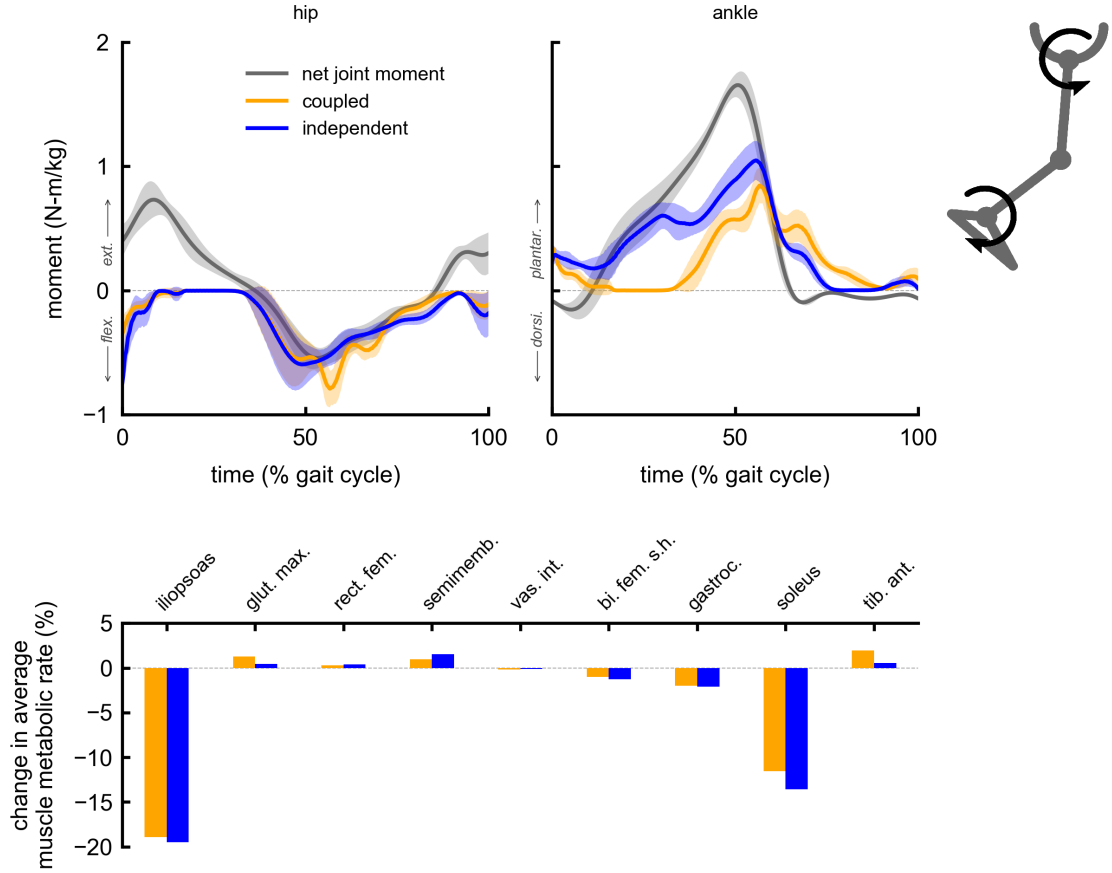 hip
ankle
2
1
0
−1
moment (N-m/kg)
ext.
flex.
net joint moment
coupled
independent
plantar.
dorsi.
0
50
100
0
50
100
time (% gait cycle)
time (% gait cycle)
iliopsoas
glut. max.
rect. fem.
semimemb.
vas. int.
bi. fem. s.h.
gastroc.
soleus
tib. ant.
5
0
−5
−10
−15
−20
change in average
muscle metabolic rate (%)